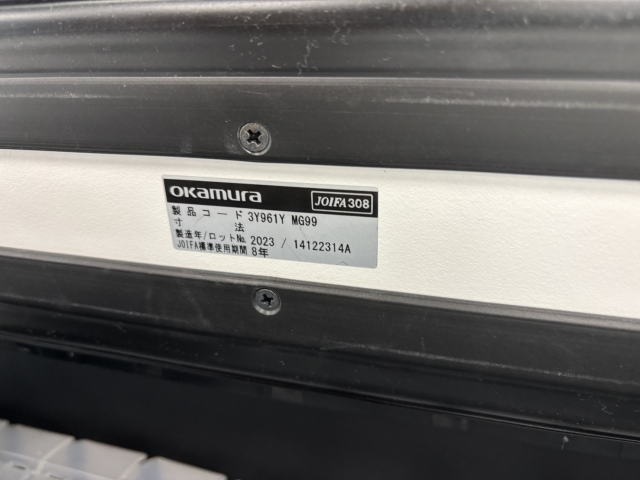 okamura JOIFA308
製品コード 3Y961Y MG99
寸法
製造年/ロットNo. 2023 / 14122314A
JOIFA標準使用期間 8年